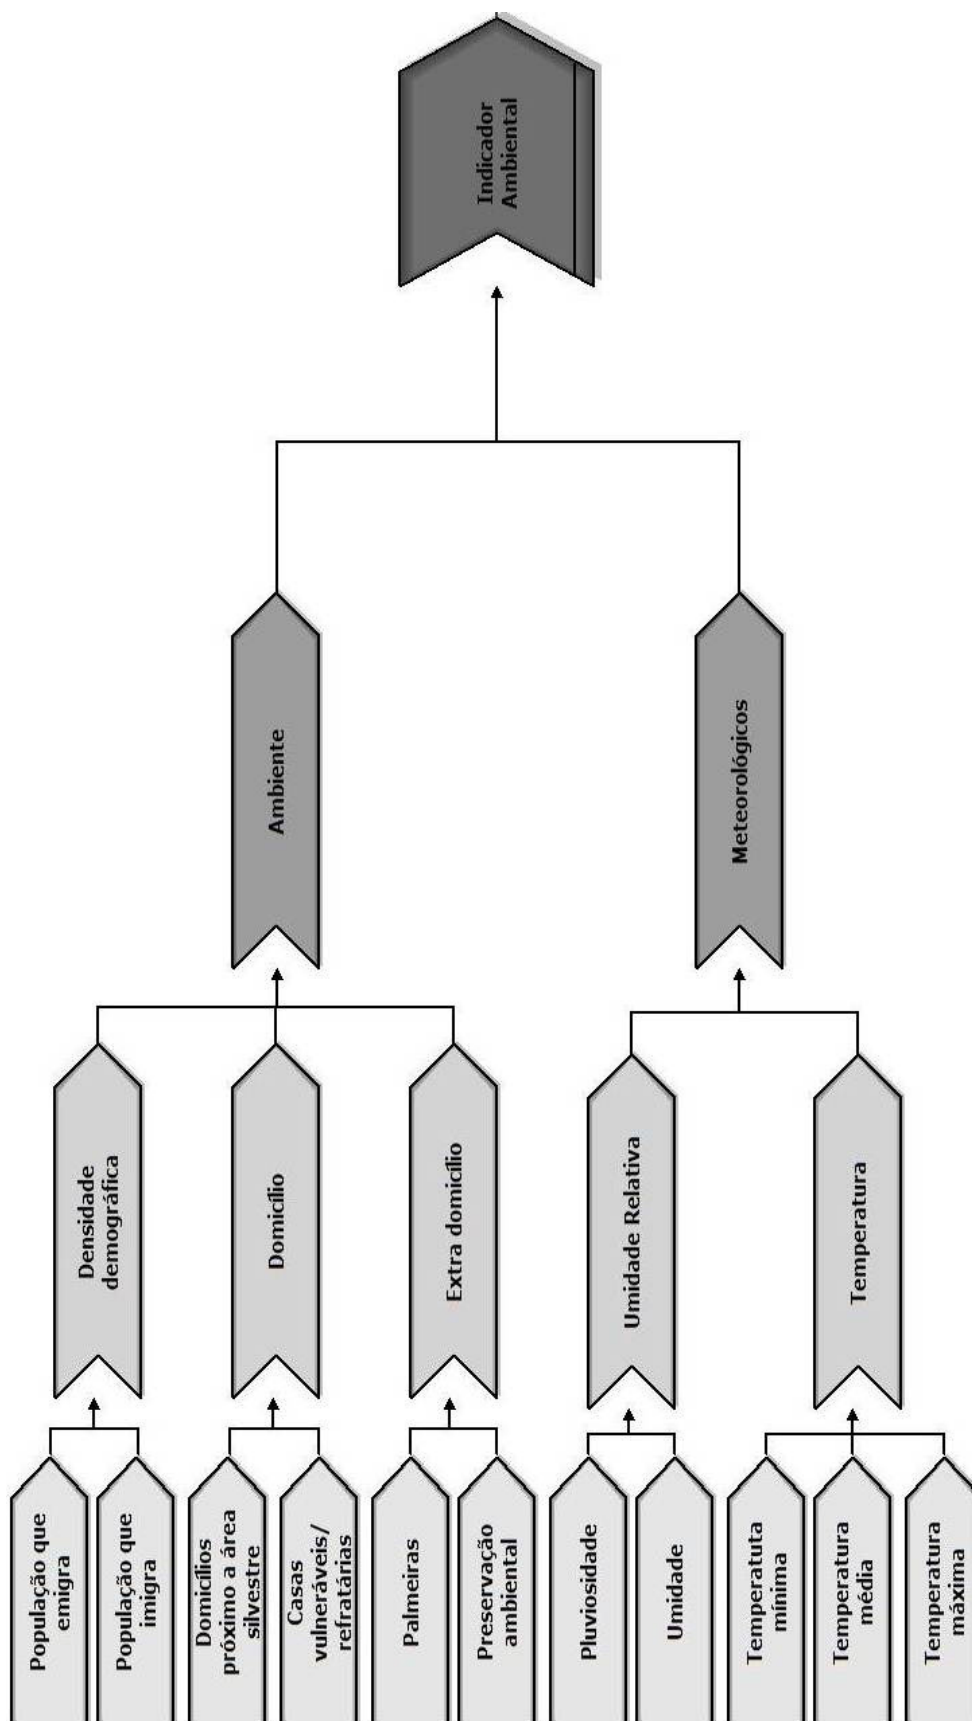 Indicador
Ambiental
Ambiente
Meteorológicos
Densidade
demográfica
Domicílio
Extra domicílio
Umidade Relativa
Temperatura
População que
emigra
População que
imigra
Domicílios
próximo a área
silvestre
Casas
vulneráveis/
refratárias
Palmeiras
Preservação
ambiental
Pluviosidade
Umidade
Temperatuta
mínima
Temperatura
média
Temperatura
máxima